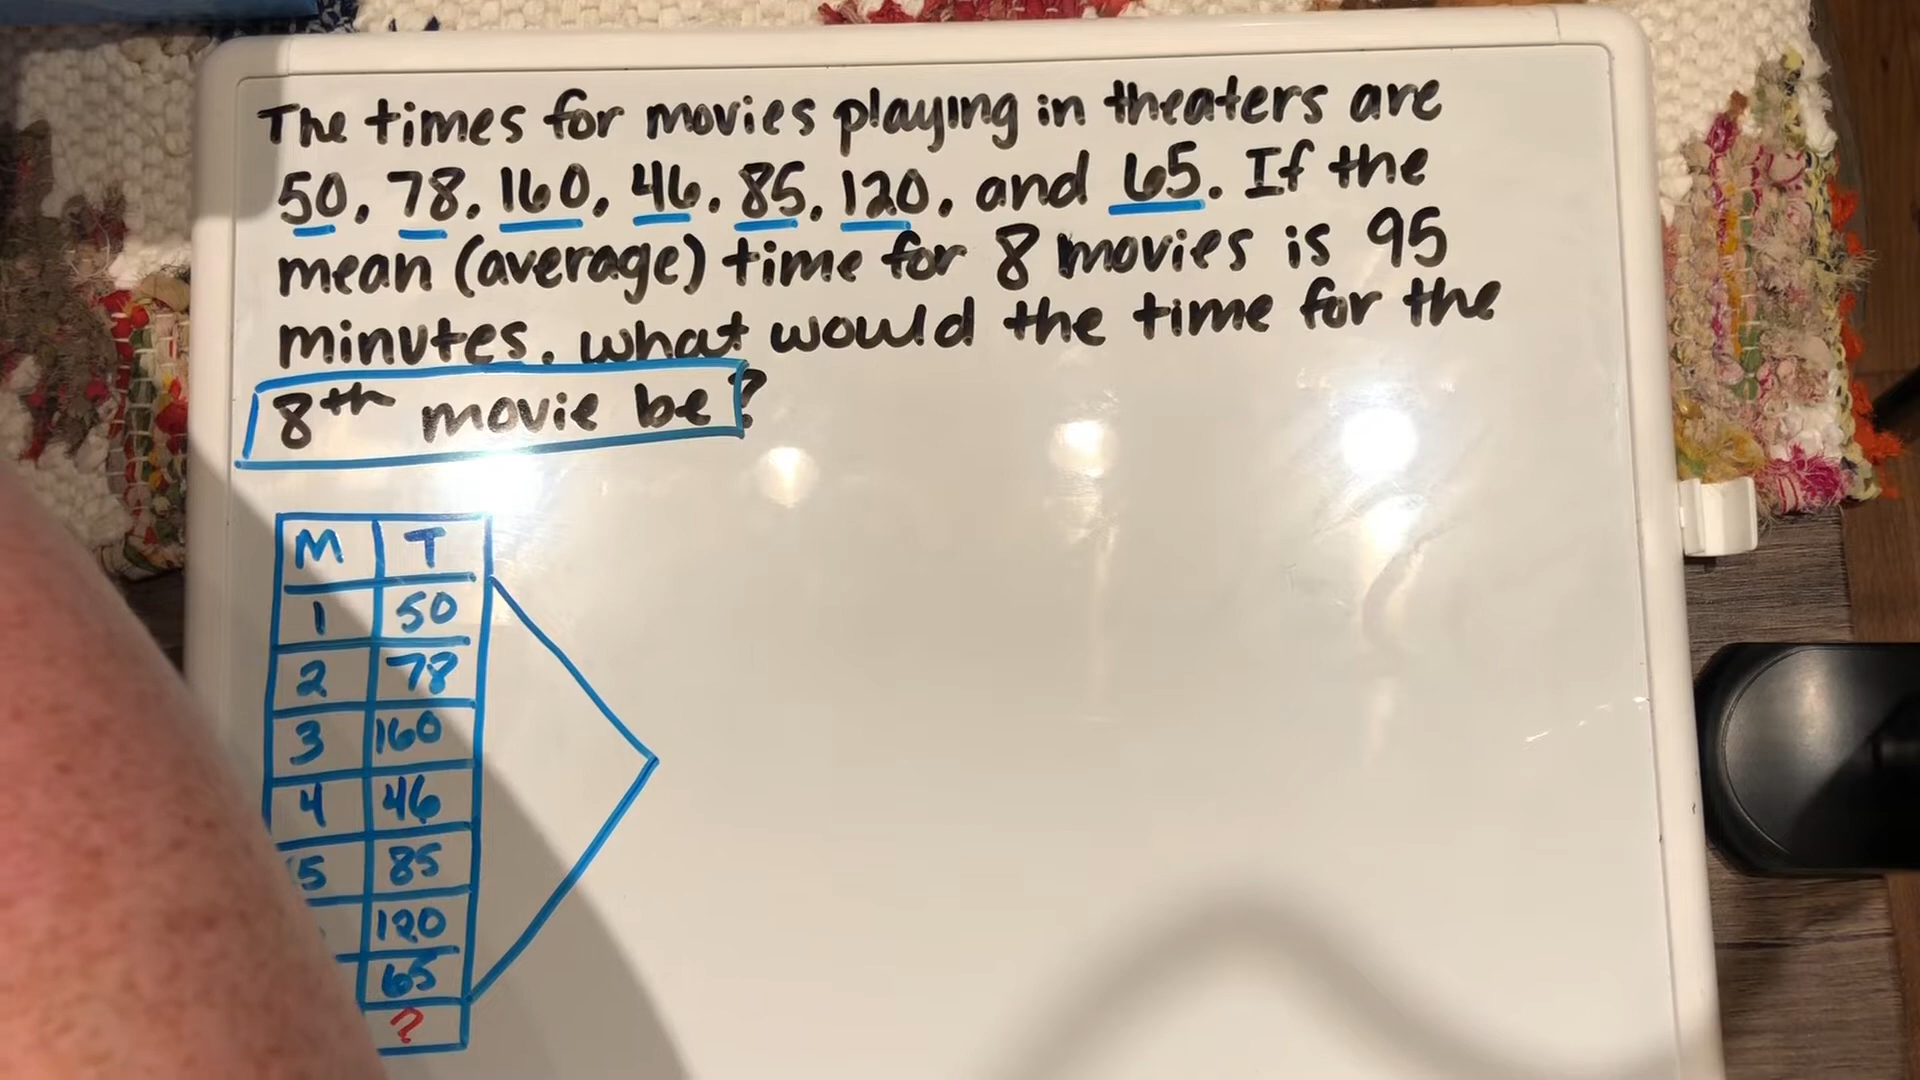 The times for movies playing in theaters are
50, 78, 160, 46, 85, 120, and 65. If the
mean (average) time for 8 movies is 95
minutes, what would the time for the
8th movie be?
M T
1 50
2 78
3 160
4 46
5 85
120
65
?